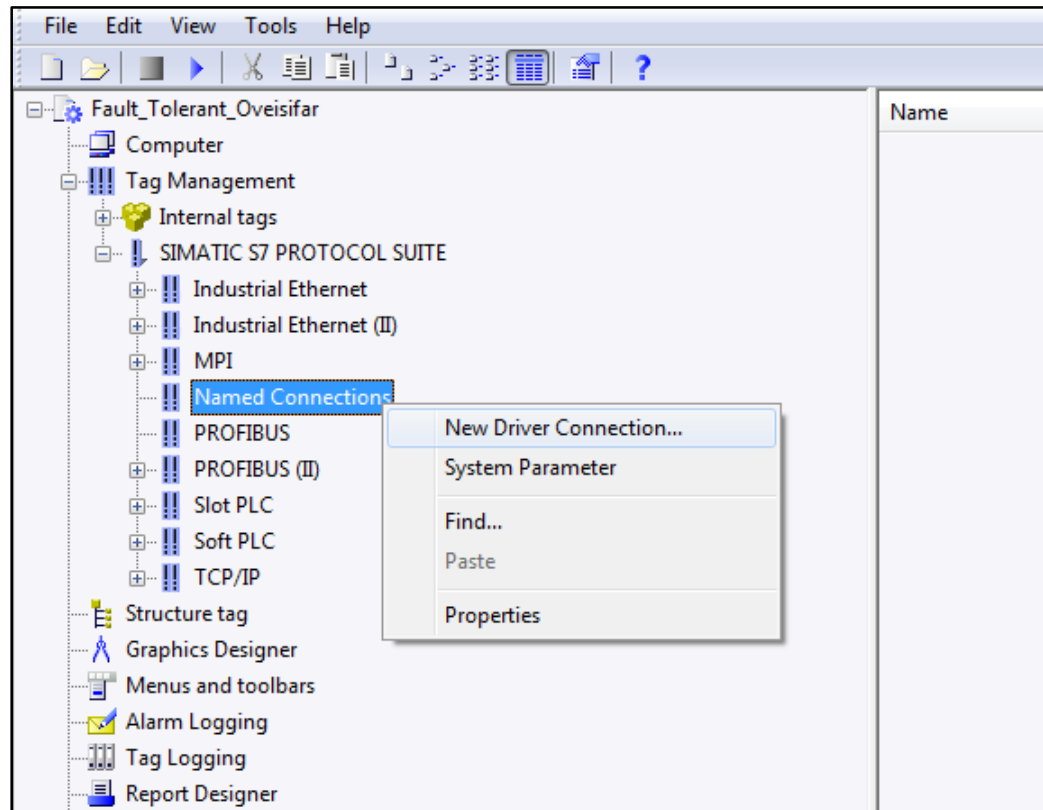 File Edit View Tools Help
?
Fault_Tolerant_Oveisifar
Name
Computer
Tag Management
Internal tags
SIMATIC S7 PROTOCOL SUITE
Industrial Ethernet
Industrial Ethernet (II)
MPI
Named Connections
New Driver Connection...
PROFIBUS
System Parameter
PROFIBUS (II)
Slot PLC
Find...
Soft PLC
Paste
TCP/IP
Structure tag
Properties
Graphics Designer
Menus and toolbars
Alarm Logging
Tag Logging
Report Designer